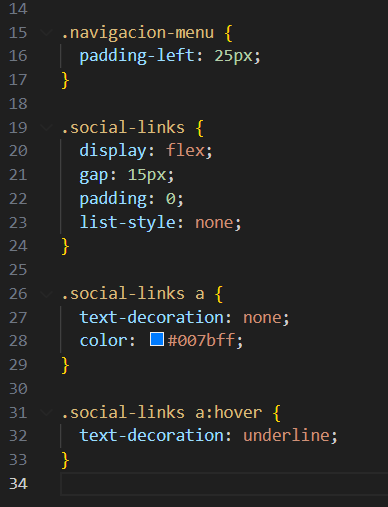 14
15 .navigacion-menu {
16 padding-left: 25px;
17 }
18
19 .social-links {
20 display: flex;
21 gap: 15px;
22 padding: 0;
23 list-style: none;
24 }
25
26 .social-links a {
27 text-decoration: none;
28 color: #007bff;
29 }
30
31 .social-links a:hover {
32 text-decoration: underline;
33 }
34